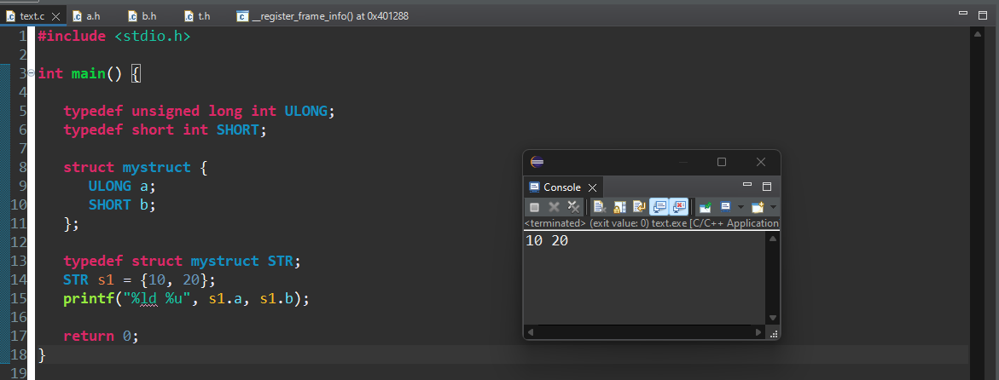 text.c a.h b.h t.h __register_frame_info() at 0x401288
1 #include <stdio.h>
2
3 int main() {
4
5 typedef unsigned long int ULONG;
6 typedef short int SHORT;
7
8 struct mystruct {
9 ULONG a;
10 SHORT b;
11 };
12
13 typedef struct mystruct STR;
14 STR s1 = {10, 20};
15 printf("%ld %u", s1.a, s1.b);
16
17 return 0;
18 }
19
Console
<terminated> (exit value: 0) text.exe [C/C++ Application
10 20